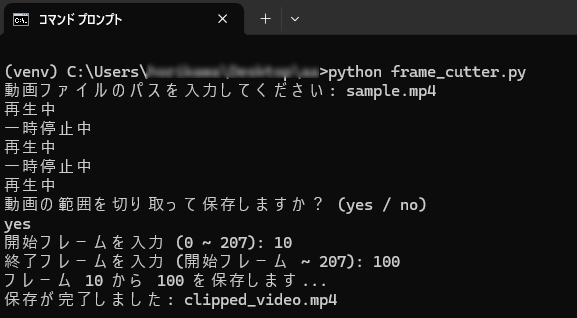 コマンド プロンプト
(venv) C:\Users\ >python frame_cutter.py
動画ファイルのパスを入力してください: sample.mp4
再生中
一時停止中
再生中
一時停止中
再生中
動画の範囲を切り取って保存しますか? (yes / no)
yes
開始フレームを入力 (0 ~ 207): 10
終了フレームを入力 (開始フレーム ~ 207): 100
フレーム 10 から 100 を保存します...
保存が完了しました: clipped_video.mp4